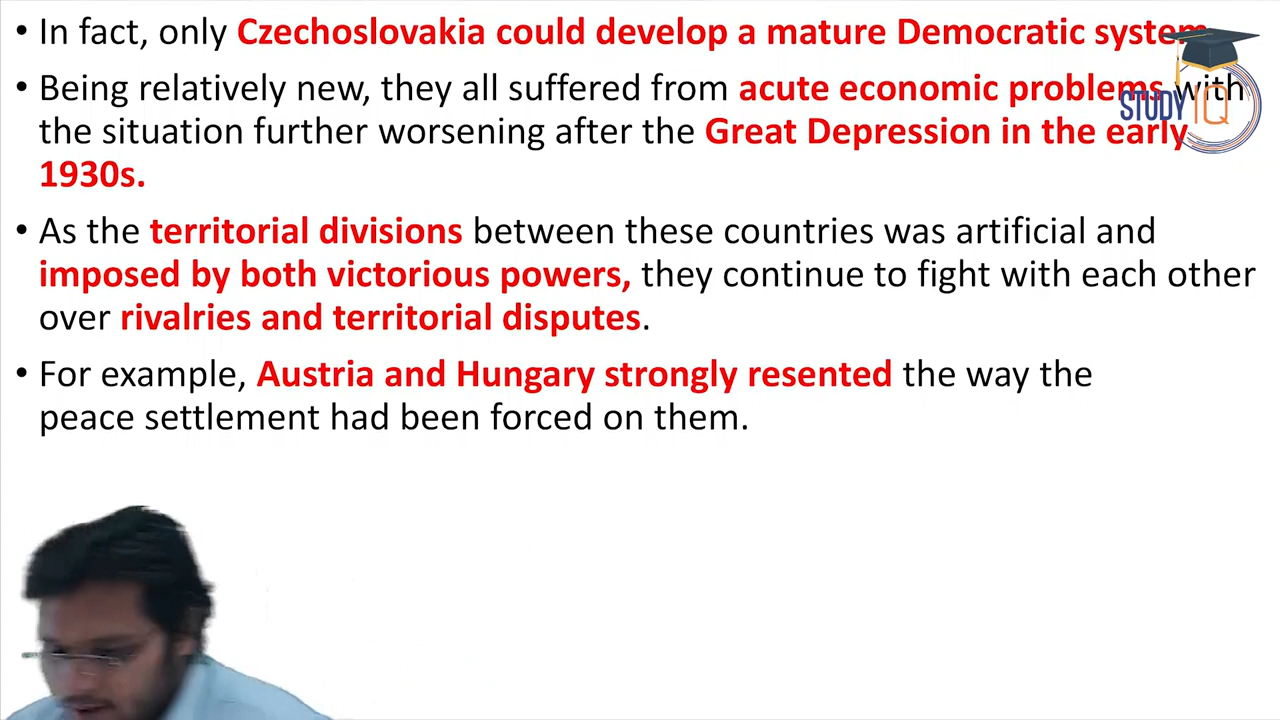 • In fact, only Czechoslovakia could develop a mature Democratic system
• Being relatively new, they all suffered from acute economic problems with
the situation further worsening after the Great Depression in the early
1930s.
• As the territorial divisions between these countries was artificial and
imposed by both victorious powers, they continue to fight with each other
over rivalries and territorial disputes.
• For example, Austria and Hungary strongly resented the way the
peace settlement had been forced on them.
STUDY IQ